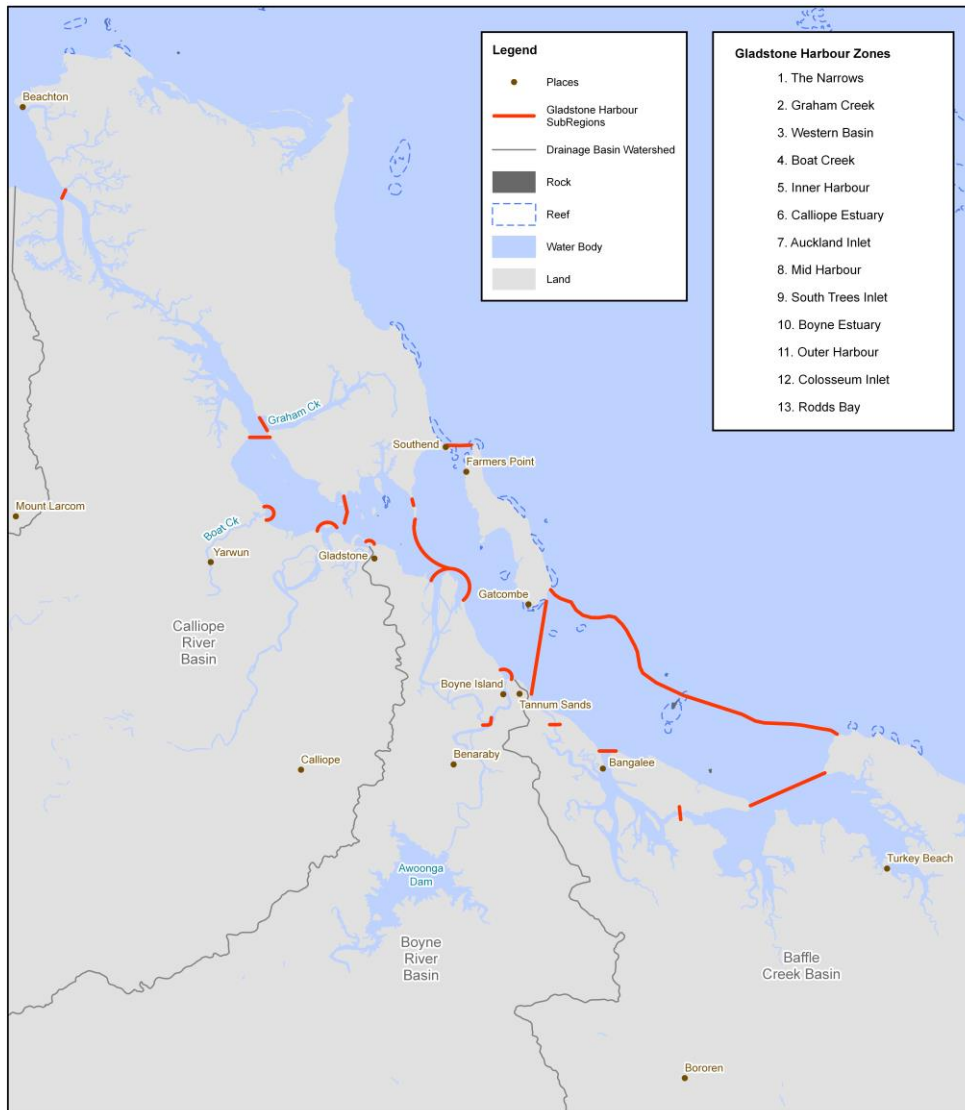 Legend
Places
Gladstone Harbour
SubRegions
Drainage Basin Watershed
Rock
Reef
Water Body
Land
Gladstone Harbour Zones
1. The Narrows
2. Graham Creek
3. Western Basin
4. Boat Creek
5. Inner Harbour
6. Calliope Estuary
7. Auckland Inlet
8. Mid Harbour
9. South Trees Inlet
10. Boyne Estuary
11. Outer Harbour
12. Colosseum Inlet
13. Rodds Bay
Beachton
Graham Ck
Southend
Farmers Point
Mount Larcom
Boat Ck
Yarwun
Gladstone
Gatcombe
Calliope
River
Basin
Boyne Island
Tannum Sands
Calliope
Benaraby
Bangalee
Awoonga
Dam
Turkey Beach
Boyne
River
Basin
Baffle
Creek Basin
Bororen